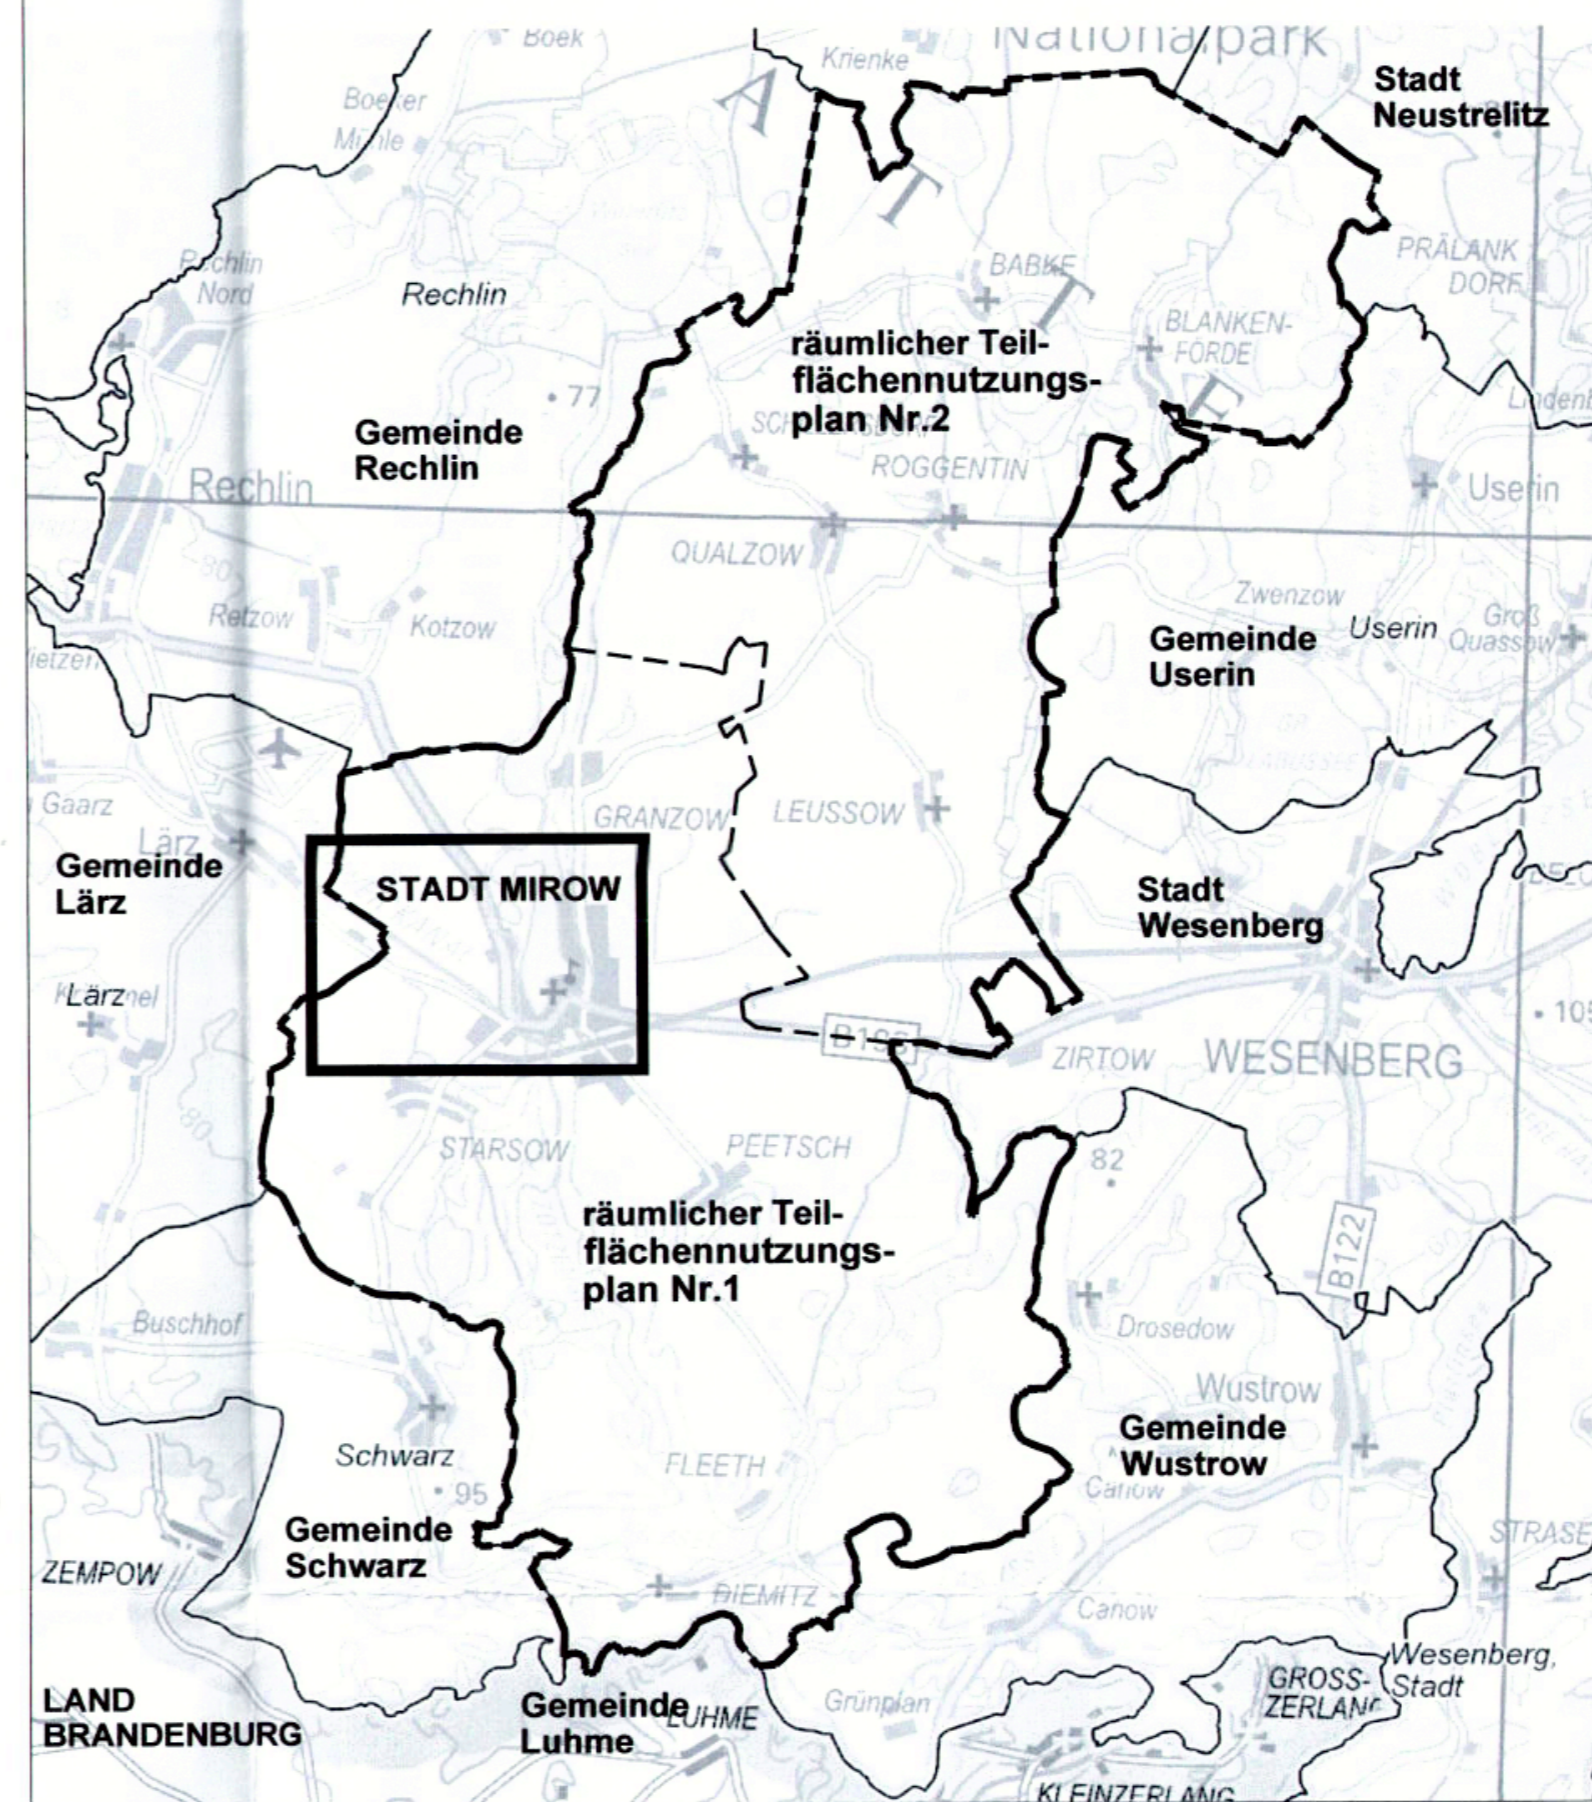 Boek
Krienke
Nationalpark
Stadt
Neustrelitz
A
T
T
E
Boeker
Mühle
Rechlin
Nord
Rechlin
PRÄLANK
DORF
BABKE
BLANKEN-
FÖRDE
räumlicher Teil-
flächennutzungs-
plan Nr.2
77
Gemeinde
Rechlin
ROGGENTIN
Rechlin
Userin
QUALZOW
80
Retzow
Kotzow
Zwenzow
Userin
Groß
Quassow
Gemeinde
Userin
Gaarz
Lärz
GRANZOW
LEUSSOW
Gemeinde
Lärz
STADT MIROW
Stadt
Wesenberg
Lärz
105
ZIRTOW
WESENBERG
80
STARSOW
PEETSCH
82
räumlicher Teil-
flächennutzungs-
plan Nr.1
B122
Buschhof
Drosedow
Wustrow
Gemeinde
Wustrow
Schwarz
95
FLEETH
Canow
Gemeinde
Schwarz
ZEMPOW
DIEMITZ
Canow
STRASE
Wesenberg,
Stadt
GROSS-
ZERLANG
LAND
BRANDENBURG
Gemeinde
Luhme
LUHME
Grünplan
KLEINZERLANG